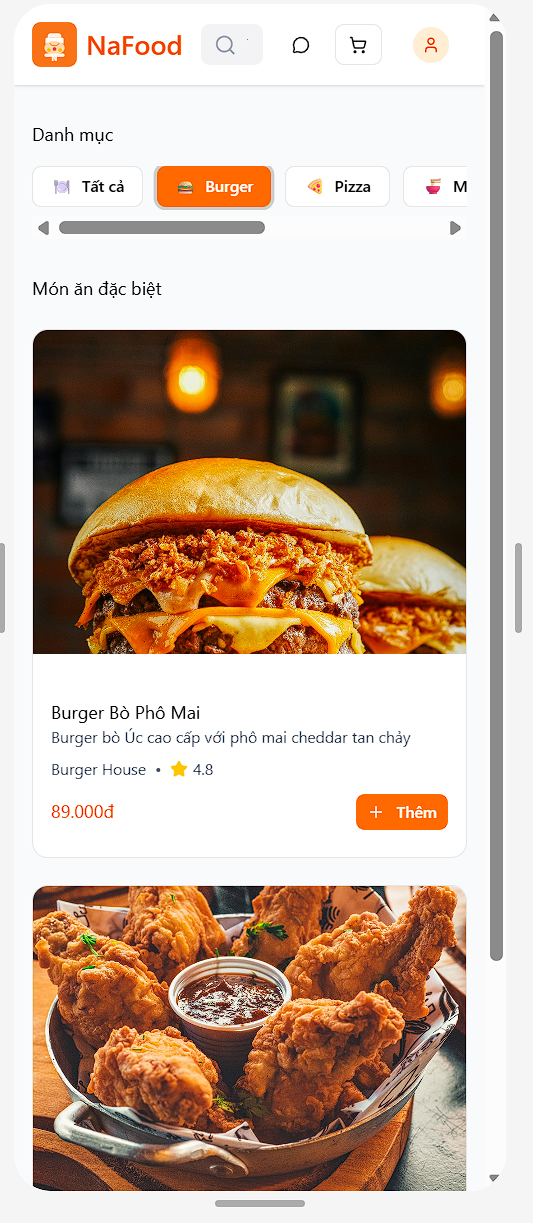 NaFood
Danh mục
Tất cả
Burger
Pizza
M
Món ăn đặc biệt
Burger Bò Phô Mai
Burger bò Úc cao cấp với phô mai cheddar tan chảy
Burger House • 4.8
89.000đ
+ Thêm